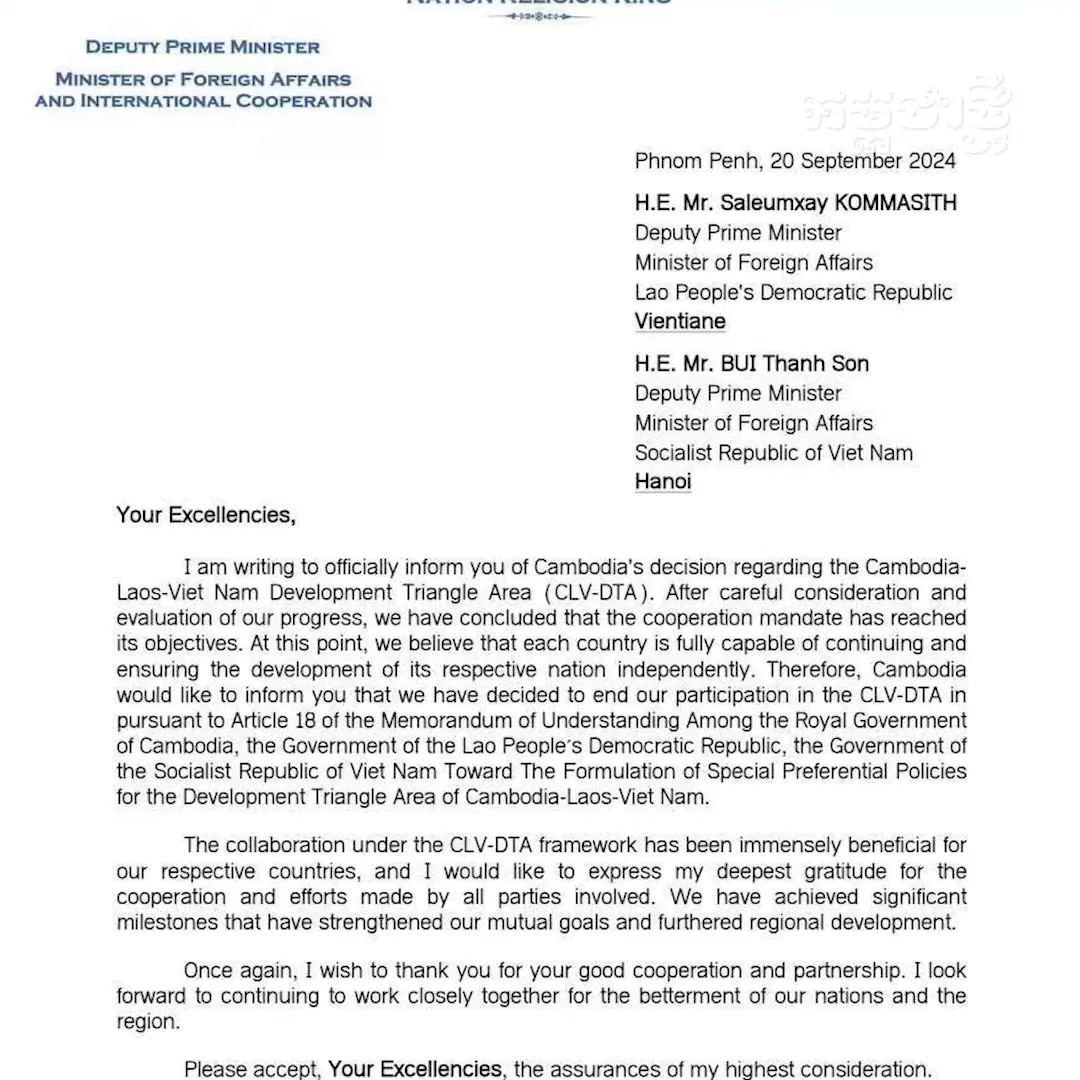 NATION RELIGION KING
DEPUTY PRIME MINISTER
MINISTER OF FOREIGN AFFAIRS
AND INTERNATIONAL COOPERATION
Phnom Penh, 20 September 2024
H.E. Mr. Saleumxay KOMMASITH
Deputy Prime Minister
Minister of Foreign Affairs
Lao People's Democratic Republic
Vientiane
H.E. Mr. BUI Thanh Son
Deputy Prime Minister
Minister of Foreign Affairs
Socialist Republic of Viet Nam
Hanoi
Your Excellencies,
I am writing to officially inform you of Cambodia's decision regarding the Cambodia-
Laos-Viet Nam Development Triangle Area (CLV-DTA). After careful consideration and
evaluation of our progress, we have concluded that the cooperation mandate has reached
its objectives. At this point, we believe that each country is fully capable of continuing and
ensuring the development of its respective nation independently. Therefore, Cambodia
would like to inform you that we have decided to end our participation in the CLV-DTA in
pursuant to Article 18 of the Memorandum of Understanding Among the Royal Government
of Cambodia, the Government of the Lao People's Democratic Republic, the Government of
the Socialist Republic of Viet Nam Toward The Formulation of Special Preferential Policies
for the Development Triangle Area of Cambodia-Laos-Viet Nam.
The collaboration under the CLV-DTA framework has been immensely beneficial for
our respective countries, and I would like to express my deepest gratitude for the
cooperation and efforts made by all parties involved. We have achieved significant
milestones that have strengthened our mutual goals and furthered regional development.
Once again, I wish to thank you for your good cooperation and partnership. I look
forward to continuing to work closely together for the betterment of our nations and the
region.
Please accept, Your Excellencies, the assurances of my highest consideration.